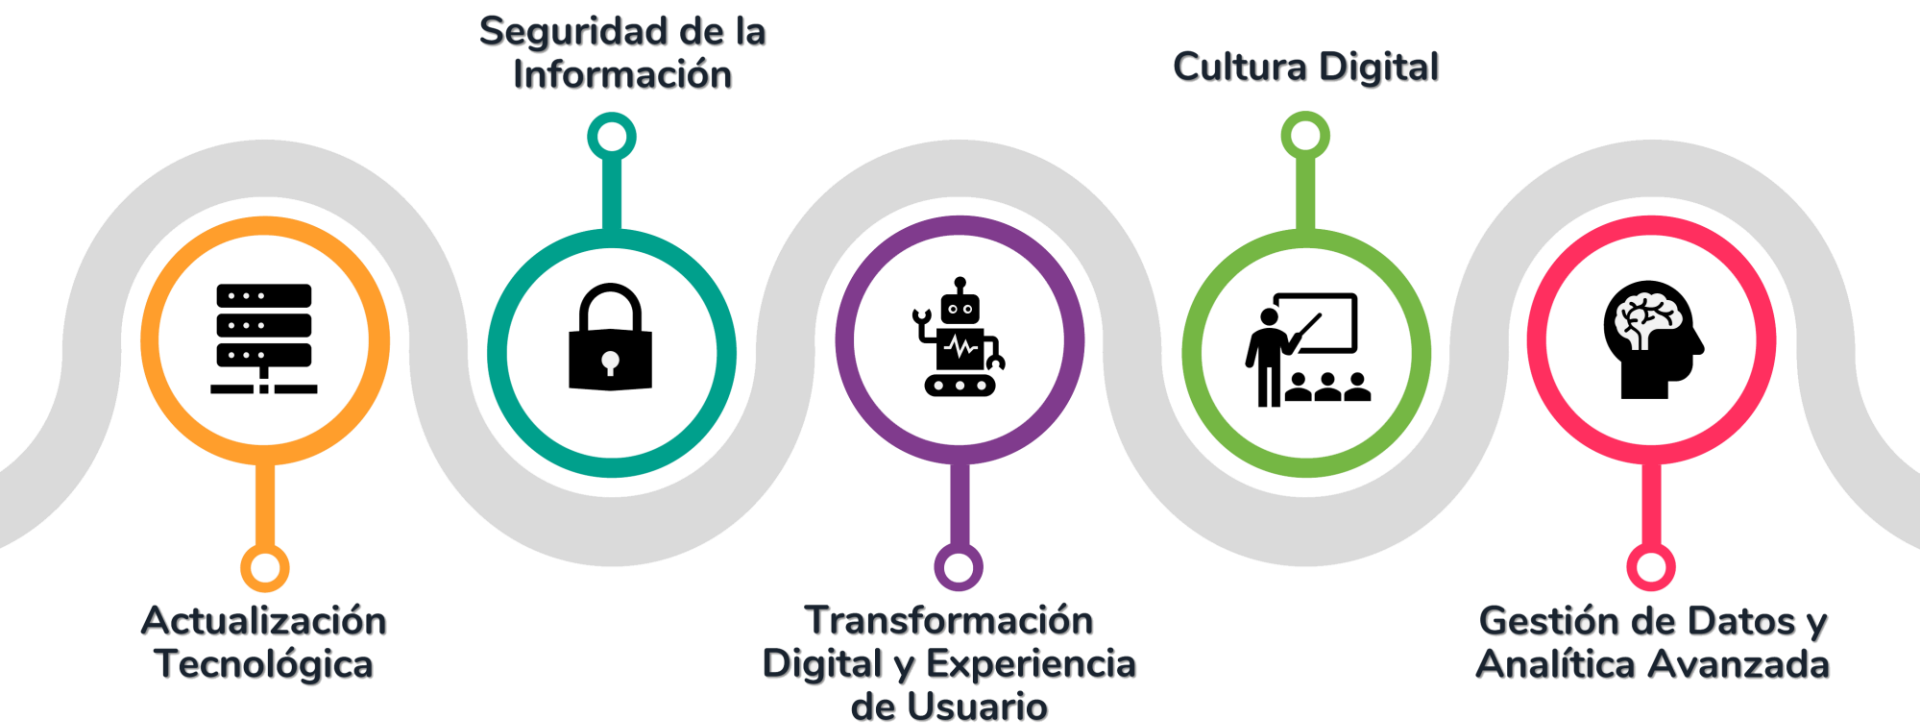 Seguridad de la
Información
Cultura Digital
Actualización
Tecnológica
Transformación
Digital y Experiencia
de Usuario
Gestión de Datos y
Analítica Avanzada